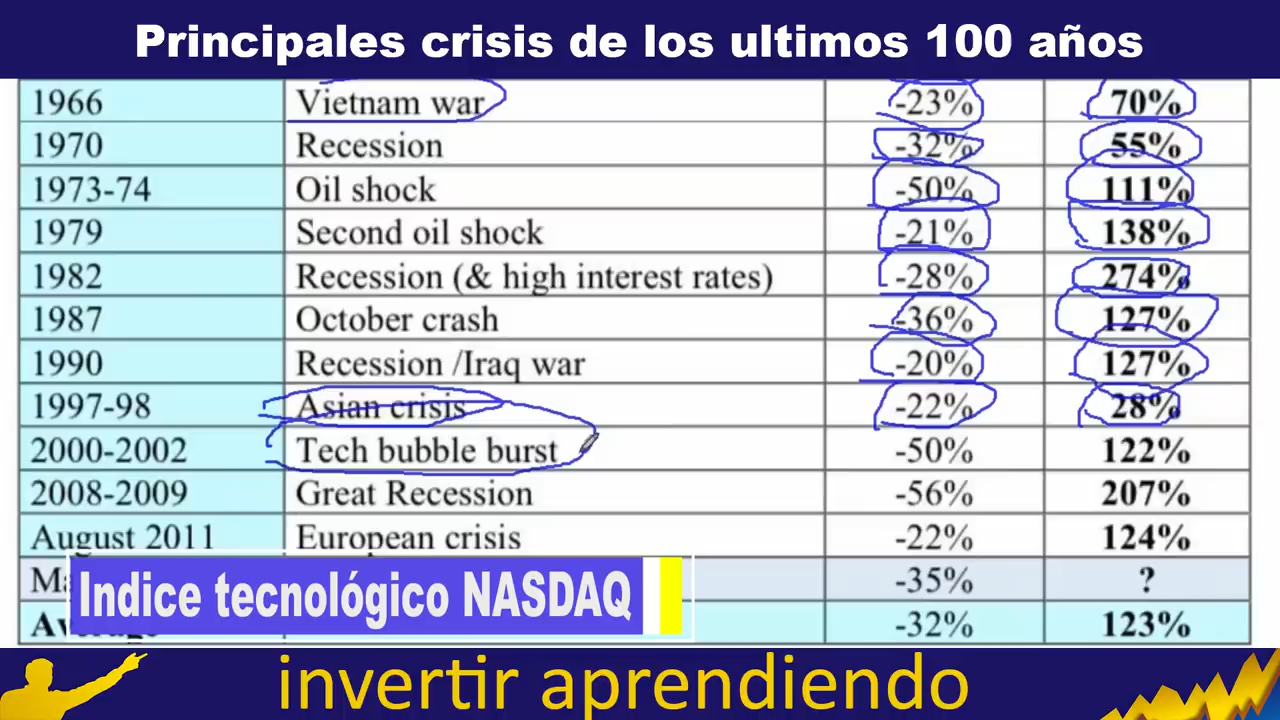 Principales crisis de los ultimos 100 años
1966 Vietnam war -23% 70%
1970 Recession -32% 55%
1973-74 Oil shock -50% 111%
1979 Second oil shock -21% 138%
1982 Recession (& high interest rates) -28% 274%
1987 October crash -36% 127%
1990 Recession /Iraq war -20% 127%
1997-98 Asian crisis -22% 28%
2000-2002 Tech bubble burst -50% 122%
2008-2009 Great Recession -56% 207%
August 2011 European crisis -22% 124%
-35% ?
-32% 123%
Indice tecnológico NASDAQ
invertir aprendiendo